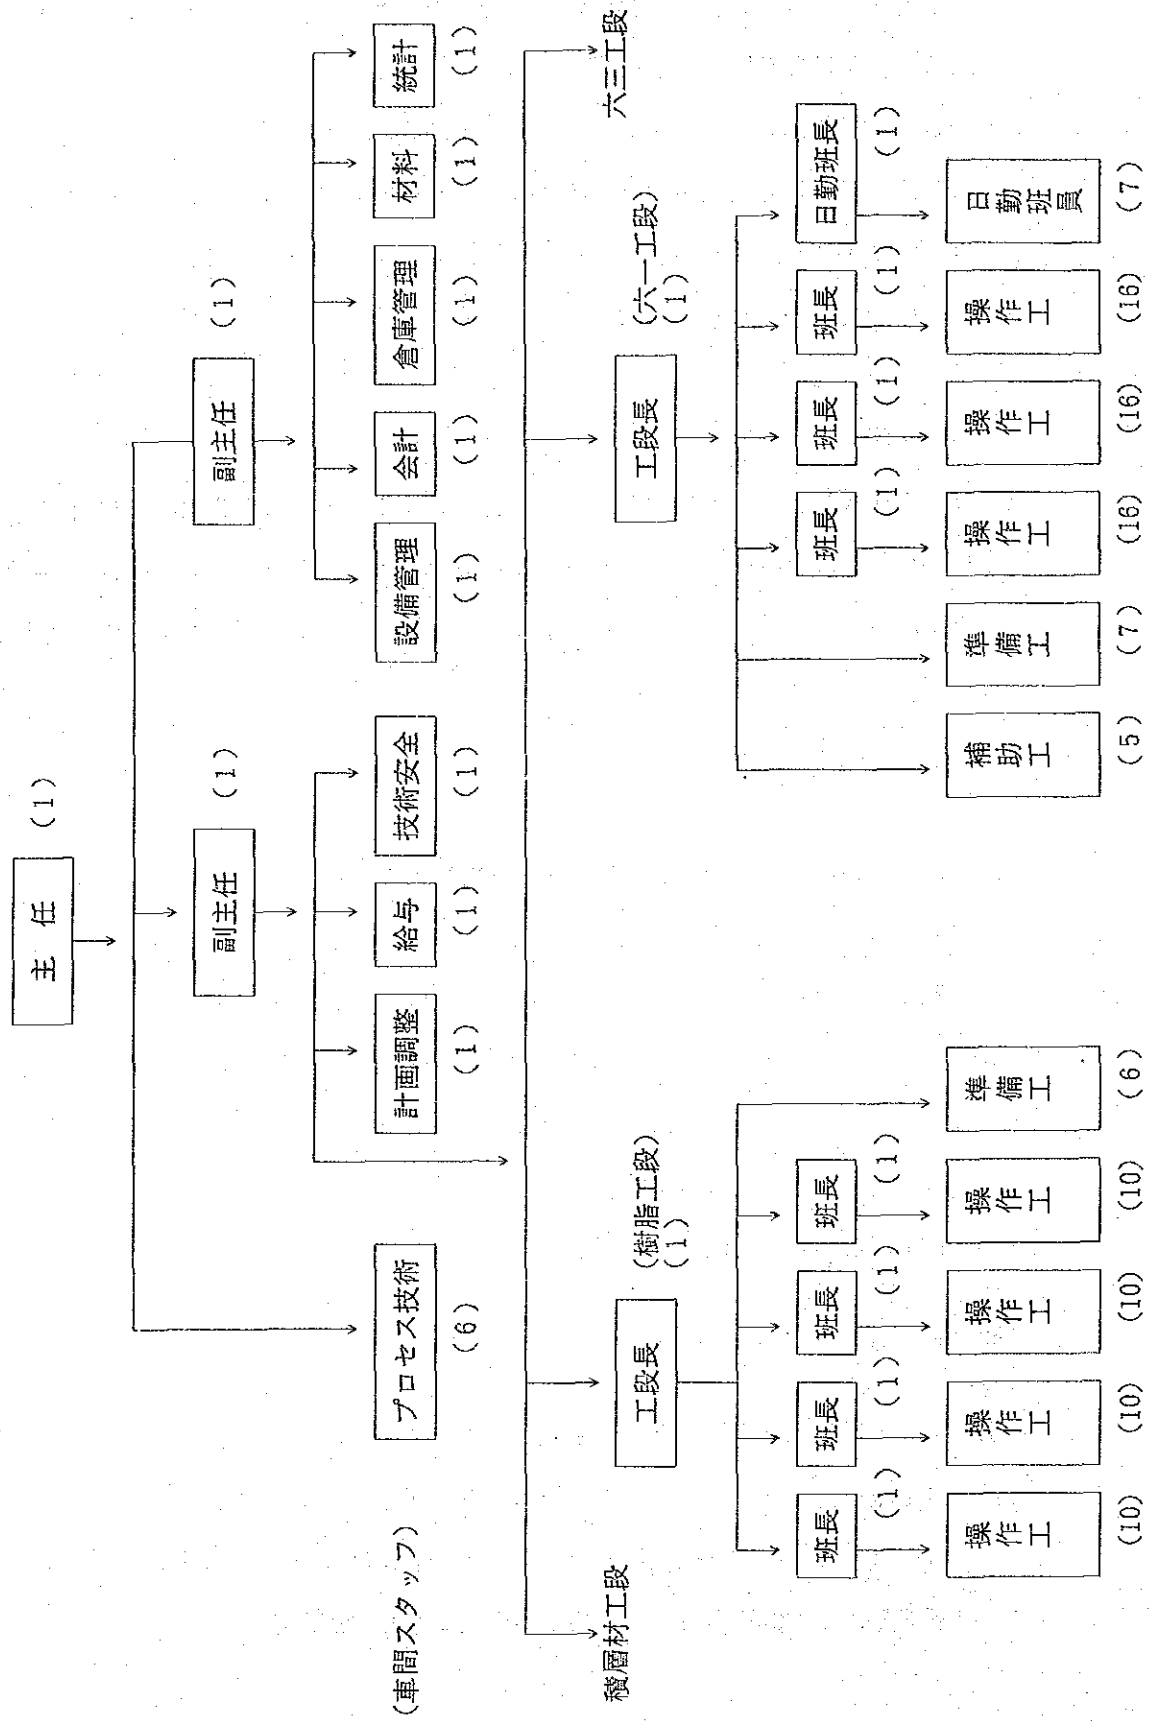 主 任
(1)
副主任
(1)
副主任
(1)
(車間スタッフ)
プロセス技術
(6)
計画調整
(1)
給与
(1)
技術安全
(1)
設備管理
(1)
会計
(1)
倉庫管理
(1)
材料
(1)
統計
(1)
積層材工段
工段長
(樹脂工段)
(1)
工段長
(六一工段)
(1)
六三工段
班長
(1)
班長
(1)
班長
(1)
班長
(1)
班長
(1)
班長
(1)
班長
(1)
日勤班長
(1)
操作工
(10)
操作工
(10)
操作工
(10)
操作工
(10)
準備工
(6)
補助工
(5)
準備工
(7)
操作工
(16)
操作工
(16)
操作工
(16)
日勤班員
(7)